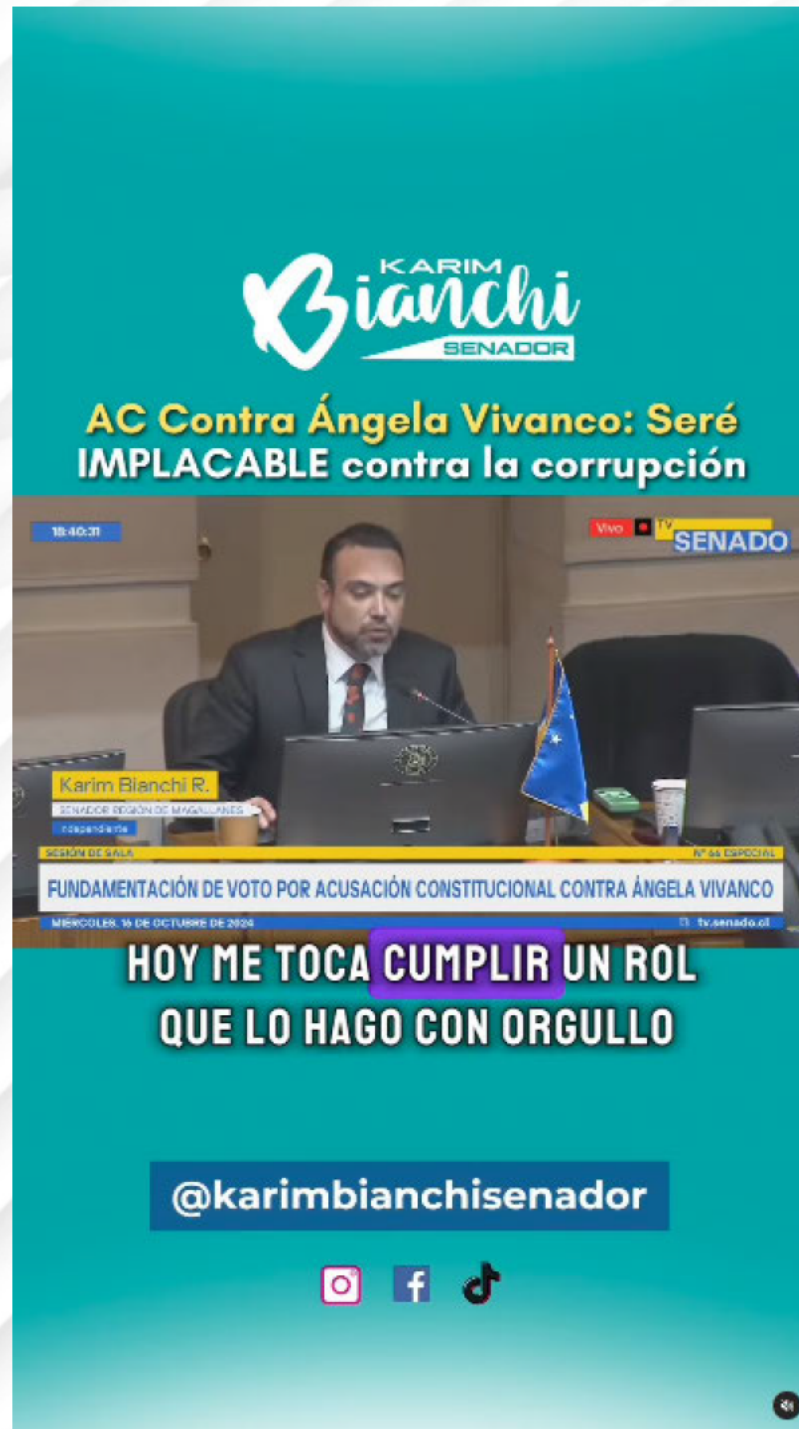 KARIM
Bianchi
SENADOR
AC Contra Ángela Vivanco: Seré
IMPLACABLE contra la corrupción
18:40:31
Vivo
TV
SENADO
Karim Bianchi R.
SENADOR REGIÓN DE MAGALLANES
Independiente
SESIÓN DE SALA
N° 66 ESPECIAL
FUNDAMENTACIÓN DE VOTO POR ACUSACIÓN CONSTITUCIONAL CONTRA ÁNGELA VIVANCO
MIÉRCOLES, 16 DE OCTUBRE DE 2024
tv.senado.cl
HOY ME TOCA CUMPLIR UN ROL
QUE LO HAGO CON ORGULLO
@karimbianchisenador